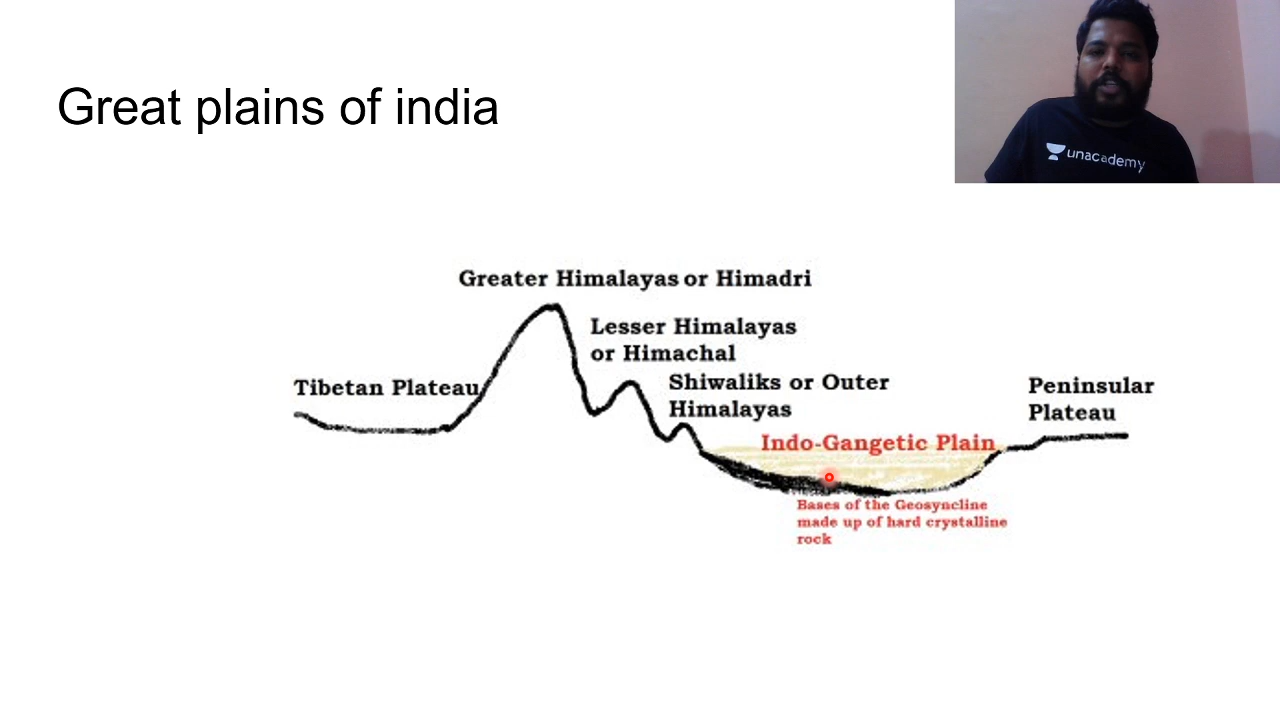 Great plains of india
unacademy
Greater Himalayas or Himadri
Lesser Himalayas
or Himachal
Tibetan Plateau
Shiwaliks or Outer
Himalayas
Peninsular
Plateau
Indo-Gangetic Plain
Bases of the Geosyncline
made up of hard crystalline
rock